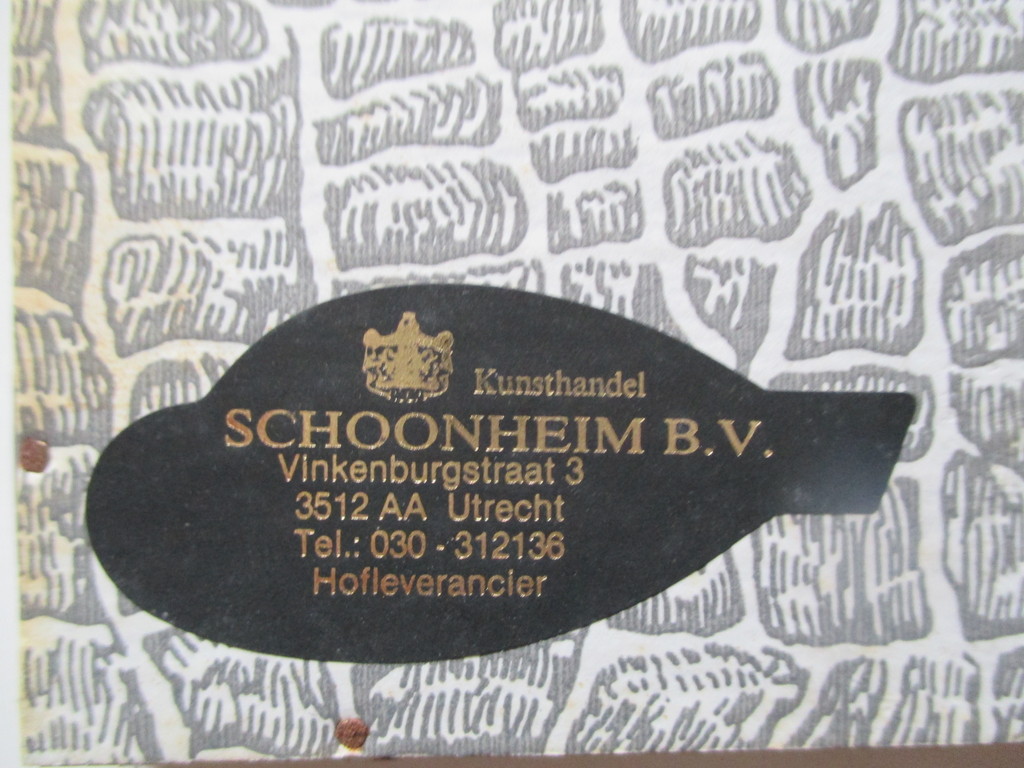 Kunsthandel
SCHOONHEIM B.V.
Vinkenburgstraat 3
3512 AA Utrecht
Tel.: 030 - 312136
Hofleverancier